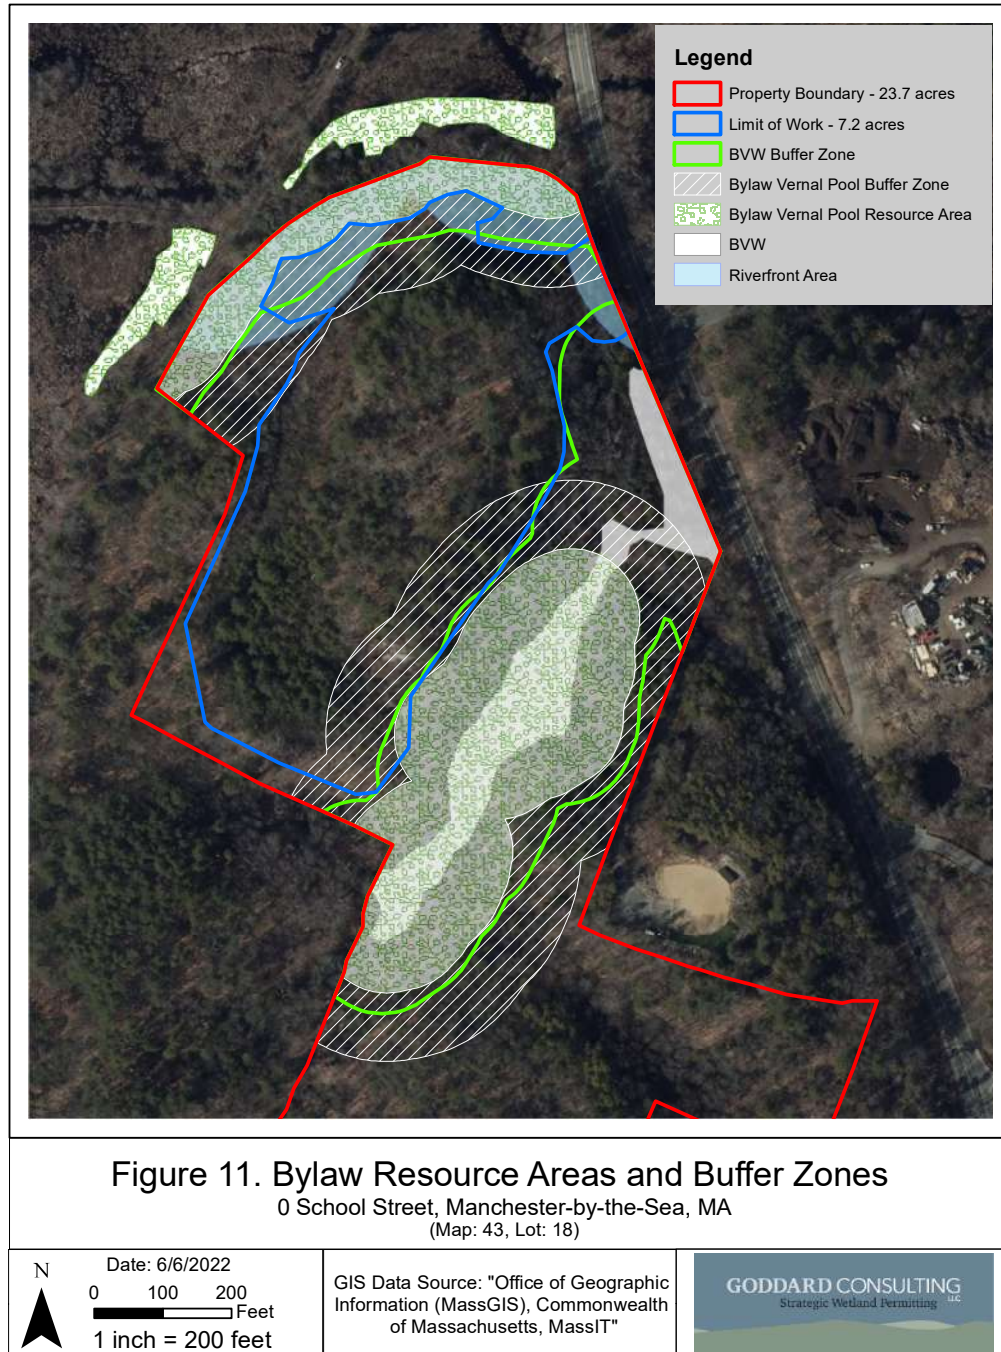 Legend
Property Boundary - 23.7 acres
Limit of Work - 7.2 acres
BVW Buffer Zone
Bylaw Vernal Pool Buffer Zone
Bylaw Vernal Pool Resource Area
BVW
Riverfront Area
Figure 11. Bylaw Resource Areas and Buffer Zones
0 School Street, Manchester-by-the-Sea, MA
(Map: 43, Lot: 18)
N
Date: 6/6/2022
0 100 200
Feet
1 inch = 200 feet
GIS Data Source: "Office of Geographic
Information (MassGIS), Commonwealth
of Massachusetts, MassIT"
GODDARD CONSULTING LLC
Strategic Wetland Permitting